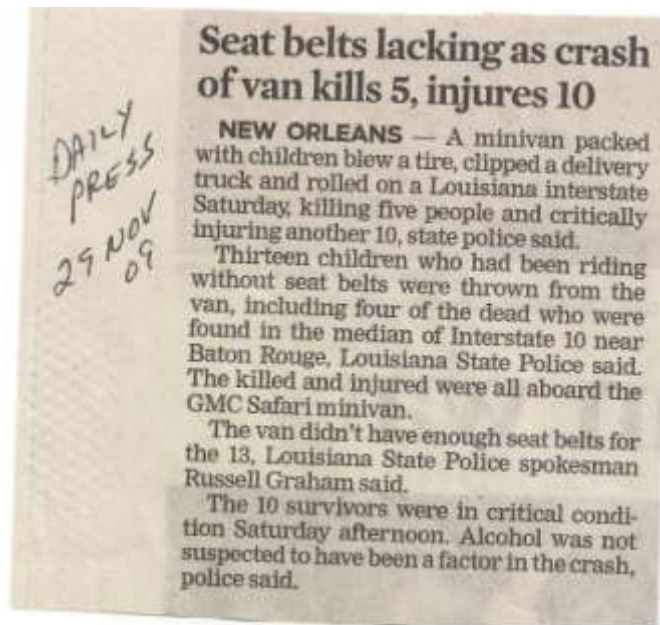 Seat belts lacking as crash
of van kills 5, injures 10
DAILY
PRESS
29 NOV
09
NEW ORLEANS — A minivan packed
with children blew a tire, clipped a delivery
truck and rolled on a Louisiana interstate
Saturday, killing five people and critically
injuring another 10, state police said.
Thirteen children who had been riding
without seat belts were thrown from the
van, including four of the dead who were
found in the median of Interstate 10 near
Baton Rouge, Louisiana State Police said.
The killed and injured were all aboard the
GMC Safari minivan.
The van didn't have enough seat belts for
the 13, Louisiana State Police spokesman
Russell Graham said.
The 10 survivors were in critical condi-
tion Saturday afternoon. Alcohol was not
suspected to have been a factor in the crash,
police said.